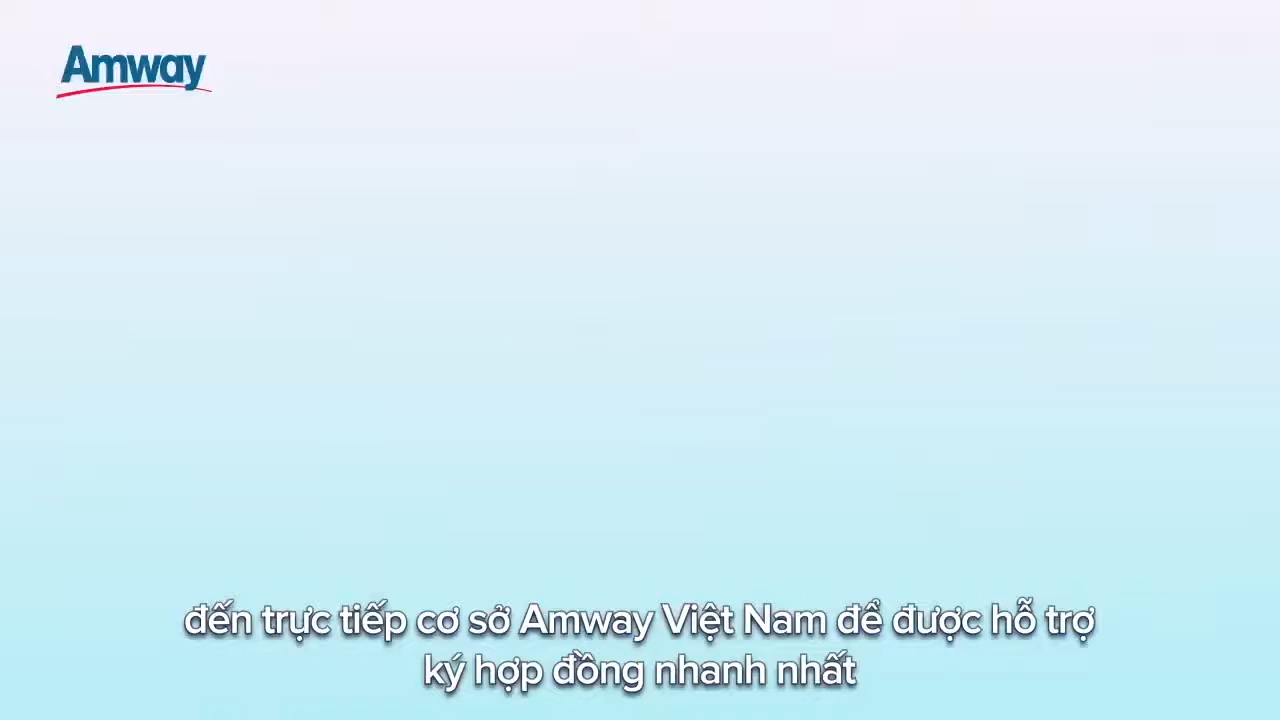 Amway
đến trực tiếp cơ sở Amway Việt Nam để được hỗ trợ
ký hợp đồng nhanh nhất